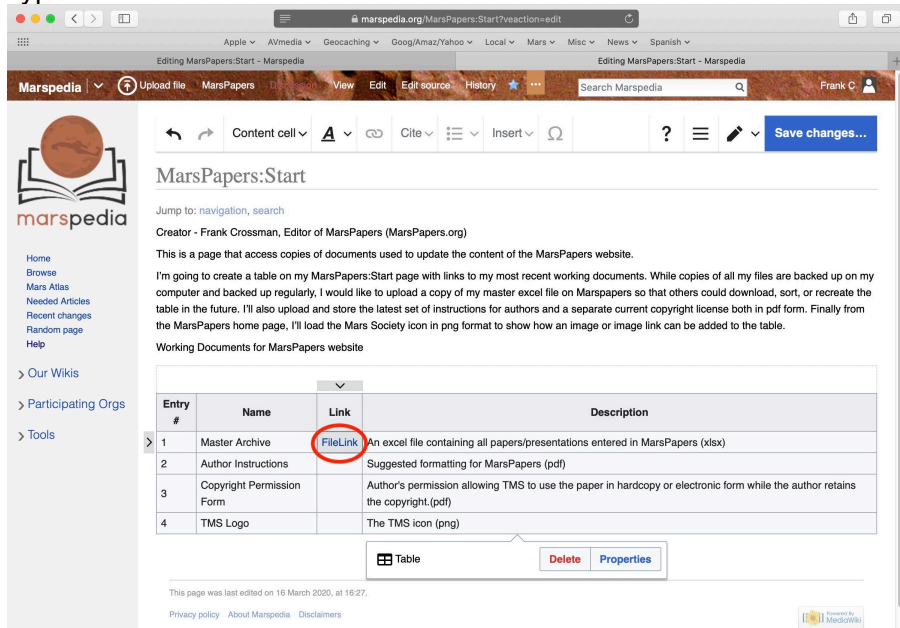 marspedia.org/MarsPapers:Start?veaction=edit
Apple AVmedia Geocaching Goog/Amaz/Yahoo Local Mars Misc News Spanish
Editing MarsPapers:Start - Marspedia
Editing MarsPapers:Start - Marspedia
Marspedia Upload file MarsPapers Discussion View Edit Edit source History Search Marspedia Frank C
Content cell A Cite Insert Ω ? Save changes...
MarsPapers:Start
marspedia
Jump to: navigation, search
Creator - Frank Crossman, Editor of MarsPapers (MarsPapers.org)
This is a page that access copies of documents used to update the content of the MarsPapers website.
I'm going to create a table on my MarsPapers:Start page with links to my most recent working documents. While copies of all my files are backed up on my
computer and backed up regularly, I would like to upload a copy of my master excel file on Marspapers so that others could download, sort, or recreate the
table in the future. I'll also upload and store the latest set of instructions for authors and a separate current copyright license both in pdf form. Finally from
the MarsPapers home page, I'll load the Mars Society icon in png format to show how an image or image link can be added to the table.
Working Documents for MarsPapers website
Home
Browse
Mars Atlas
Needed Articles
Recent changes
Random page
Help
Our Wikis
Participating Orgs
Tools
Entry # Name Link Description
1 Master Archive FileLink An excel file containing all papers/presentations entered in MarsPapers (xlsx)
2 Author Instructions Suggested formatting for MarsPapers (pdf)
3 Copyright Permission Form Author's permission allowing TMS to use the paper in hardcopy or electronic form while the author retains
the copyright.(pdf)
4 TMS Logo The TMS icon (png)
Table Delete Properties
This page was last edited on 16 March 2020, at 16:27.
Privacy policy About Marspedia Disclaimers
Powered By MediaWiki